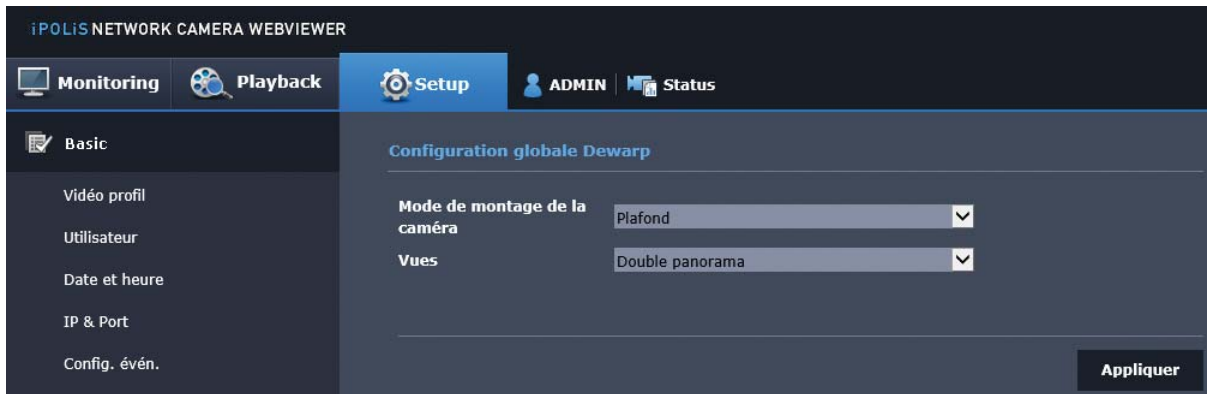 iPOLiS NETWORK CAMERA WEBVIEWER
Monitoring Playback Setup ADMIN Status
Basic
Vidéo profil
Utilisateur
Date et heure
IP & Port
Config. évén.
Configuration globale Dewarp
Mode de montage de la
caméra
Plafond
Vues
Double panorama
Appliquer